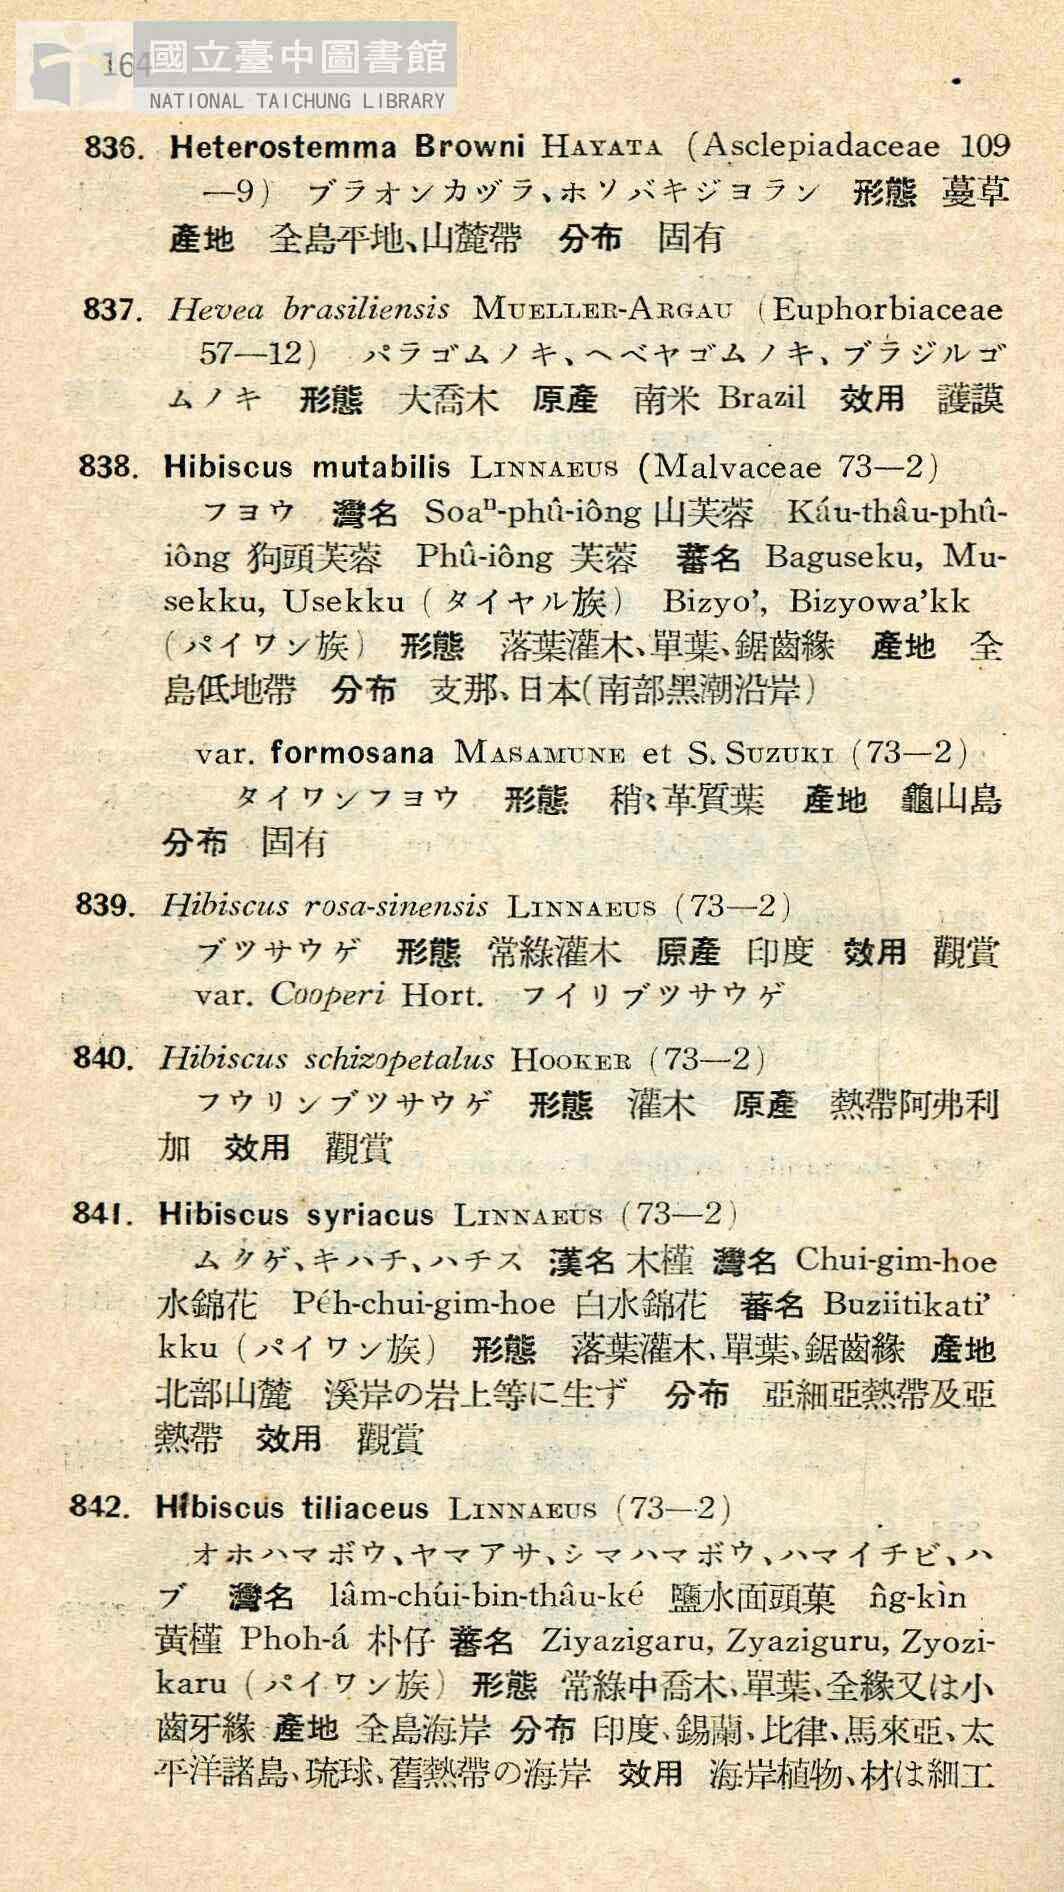 164
國立臺中圖書館
NATIONAL TAICHUNG LIBRARY
836. Heterostemma Browni HAYATA (Asclepiadaceae 109
—9) ブラオンカヅラ、ホソバキジヨラン 形態 蔓草
產地 全島平地、山麓帶 分布 固有
837. Hevea brasiliensis MUELLER-ARGAU (Euphorbiaceae
57—12) パラゴムノキ、ヘベヤゴムノキ、ブラジルゴ
ムノキ 形態 大喬木 原產 南米 Brazil 效用 護謨
838. Hibiscus mutabilis LINNAEUS (Malvaceae 73—2)
フヨウ 灣名 Soaⁿ-phû-iông 山芙蓉 Káu-thâu-phû-
iông 狗頭芙蓉 Phû-iông 芙蓉 蕃名 Baguseku, Mu-
sekku, Usekku (タイヤル族) Bizyo’, Bizyowa’kk
(パイワン族) 形態 落葉灌木、單葉、鋸齒緣 產地 全
島低地帶 分布 支那、日本(南部黑潮沿岸)
var. formosana MASAMUNE et S. SUZUKI (73—2)
タイワンフヨウ 形態 稍〻革質葉 產地 龜山島
分布 固有
839. Hibiscus rosa-sinensis LINNAEUS (73—2)
ブツサウゲ 形態 常綠灌木 原產 印度 效用 觀賞
var. Cooperi Hort. フイリブツサウゲ
840. Hibiscus schizopetalus HOOKER (73—2)
フウリンブツサウゲ 形態 灌木 原產 熱帶阿弗利
加 效用 觀賞
841. Hibiscus syriacus LINNAEUS (73—2)
ムクゲ、キハチ、ハチス 漢名 木槿 灣名 Chui-gim-hoe
水錦花 Péh-chui-gim-hoe 白水錦花 蕃名 Buziitikati’
kku (パイワン族) 形態 落葉灌木、單葉、鋸齒緣 產地
北部山麓 溪岸の岩上等に生ず 分布 亞細亞熱帶及亞
熱帶 效用 觀賞
842. Hibiscus tiliaceus LINNAEUS (73—2)
オホハマボウ、ヤマアサ、シマハマボウ、ハマイチビ、ハ
ブ 灣名 lâm-chúi-bin-thâu-ké 鹽水面頭菓 n̂g-kìn
黃槿 Phoh-á 朴仔 蕃名 Ziyazigaru, Zyaziguru, Zyozi-
karu (パイワン族) 形態 常綠中喬木、單葉、全緣又は小
齒牙緣 產地 全島海岸 分布 印度、錫蘭、比律、馬來亞、太
平洋諸島、琉球、舊熱帶の海岸 效用 海岸植物、材は細工